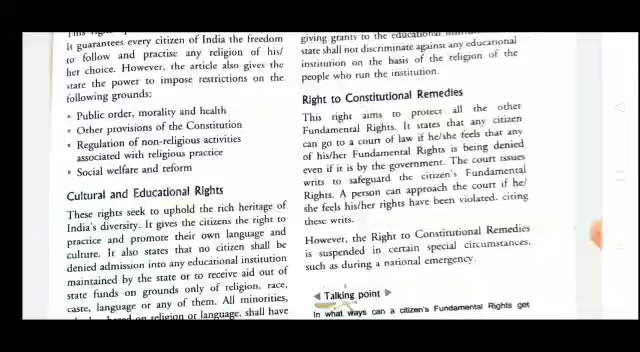 This right
It guarantees every citizen of India the freedom
to follow and practise any religion of his/
her choice. However, the article also gives the
state the power to impose restrictions on the
following grounds:
• Public order, morality and health
• Other provisions of the Constitution
• Regulation of non-religious activities
associated with religious practice
• Social welfare and reform
Cultural and Educational Rights
These rights seek to uphold the rich heritage of
India's diversity. It gives the citizens the right to
practice and promote their own language and
culture. It also states that no citizen shall be
denied admission into any educational institution
maintained by the state or to receive aid out of
state funds on grounds only of religion, race,
caste, language or any of them. All minorities,
based on religion or language, shall have
giving grants to the educational
state shall not discriminate against any educational
institution on the basis of the religion of the
people who run the institution.
Right to Constitutional Remedies
This right aims to protect all the other
Fundamental Rights. It states that any citizen
can go to a court of law if he/she feels that any
of his/her Fundamental Rights is being denied
even if it is by the government. The court issues
writs to safeguard the citizen's Fundamental
Rights. A person can approach the court if he/
she feels his/her rights have been violated, citing
these writs.
However, the Right to Constitutional Remedies
is suspended in certain special circumstances,
such as during a national emergency.
Talking point
In what ways can a citizen's Fundamental Rights get